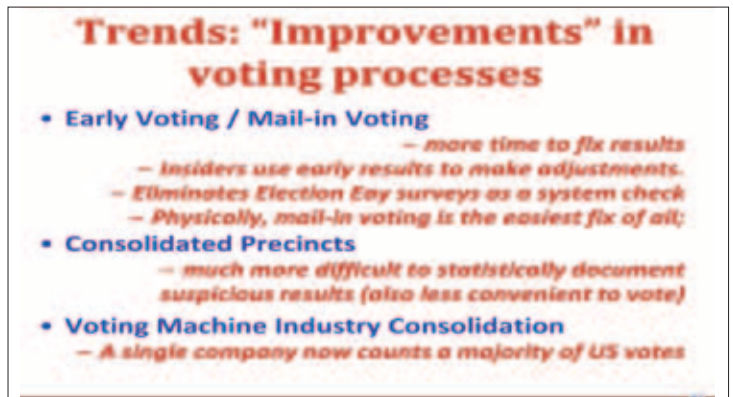 Trends: "Improvements" in
voting processes
• Early Voting / Mail-in Voting
– more time to fix results
– Insiders use early results to make adjustments.
– Eliminates Election Eay surveys as a system check
– Physically, mail-in voting is the easiest fix of all;
• Consolidated Precincts
– much more difficult to statistically document
suspicious results (also less convenient to vote)
• Voting Machine Industry Consolidation
– A single company now counts a majority of US votes